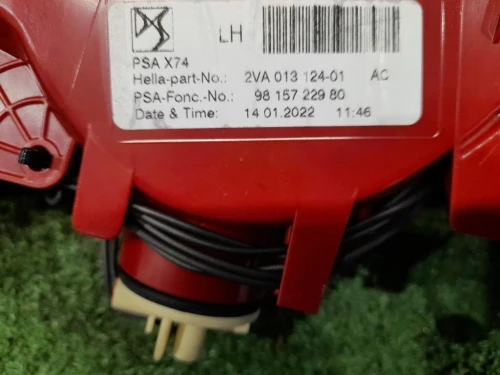 LH
PSA X74
Hella-part-No.: 2VA 013 124-01 AC
PSA-Fonc.-No.: 98 157 229 80
Date & Time: 14.01.2022 11:46